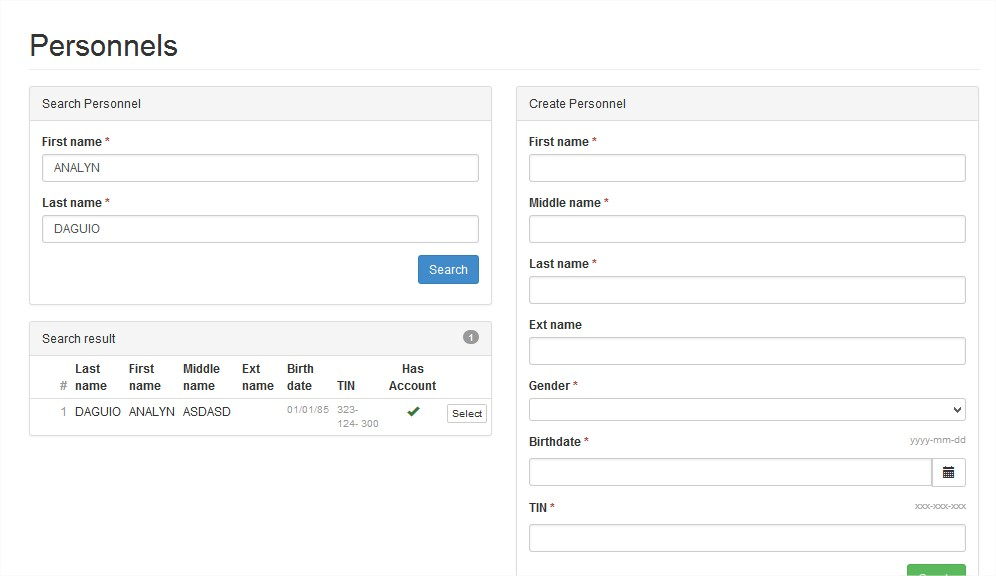 Personnels
Search Personnel
First name *
ANALYN
Last name *
DAGUIO
Search
Search result 1
# Last name First name Middle name Ext name Birth date TIN Has Account
1 DAGUIO ANALYN ASDASD 01/01/85 323-124- 300 Select
Create Personnel
First name *
Middle name *
Last name *
Ext name
Gender *
Birthdate * yyyy-mm-dd
TIN * xxx-xxx-xxx